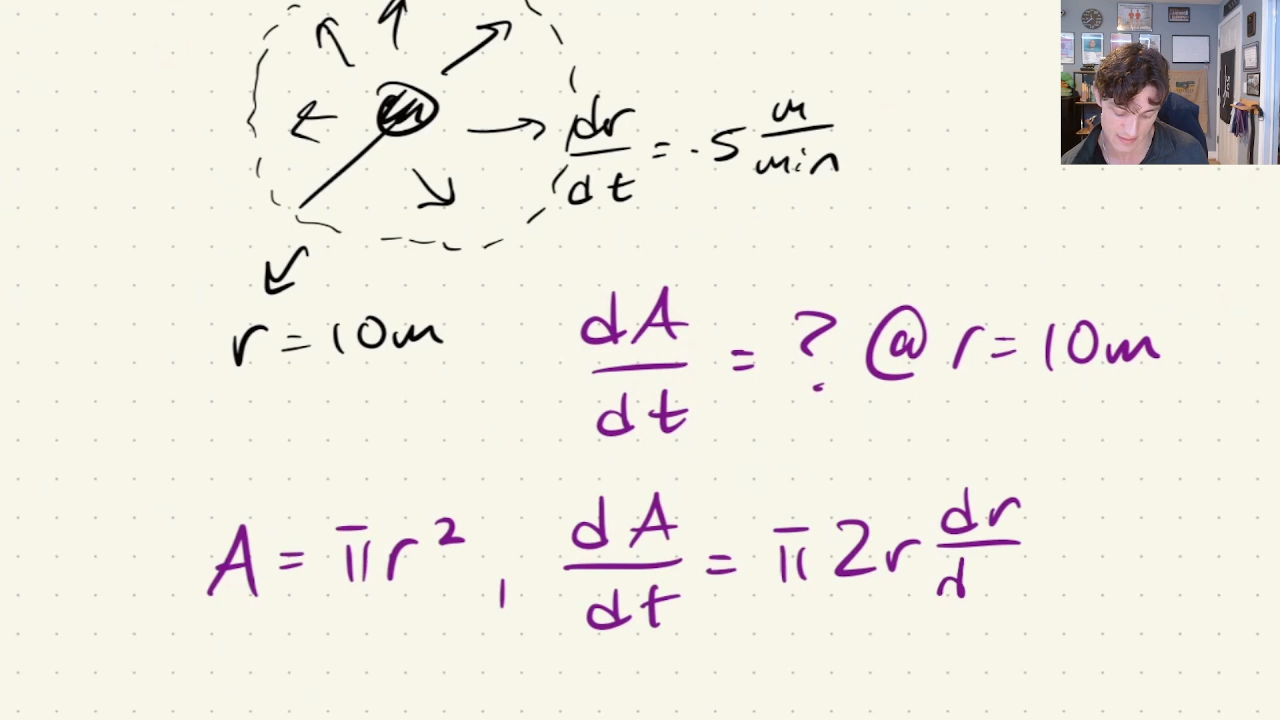 dr/dt = .5 m/min
r = 10m
dA/dt = ? @ r = 10m
A = πr², dA/dt = π2r dr/d